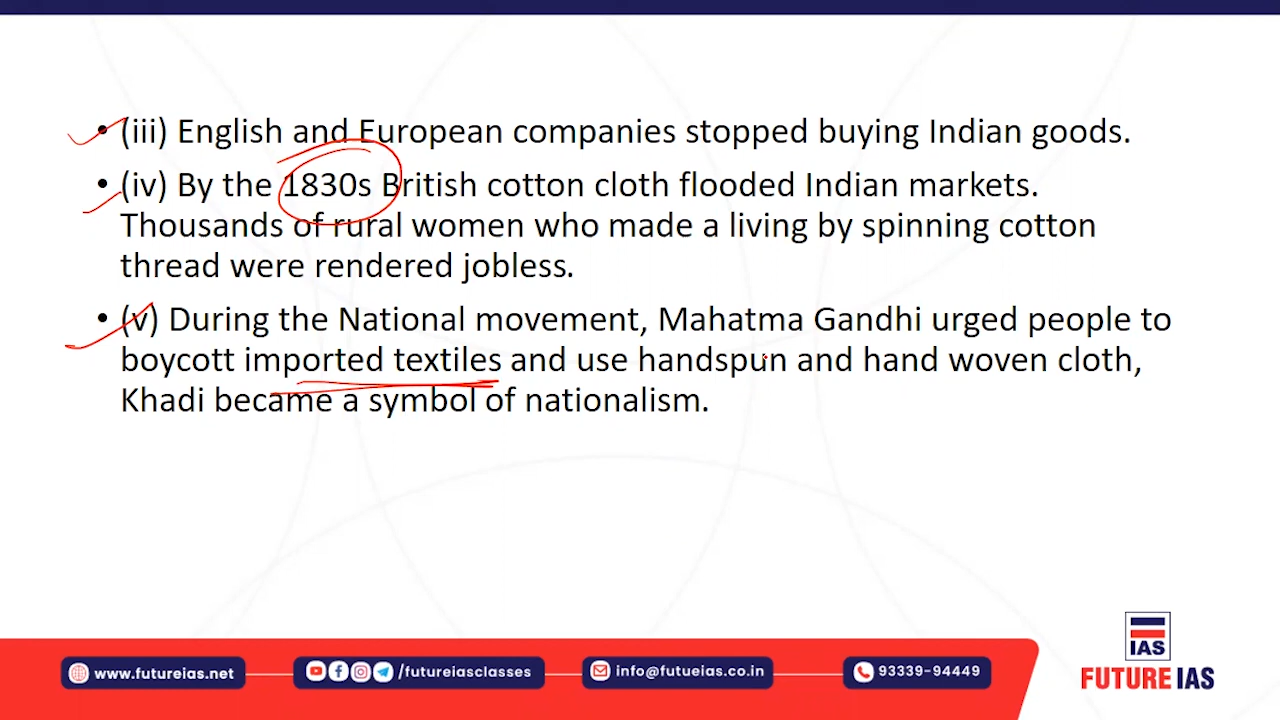 • (iii) English and European companies stopped buying Indian goods.
• (iv) By the 1830s British cotton cloth flooded Indian markets.
Thousands of rural women who made a living by spinning cotton
thread were rendered jobless.
• (v) During the National movement, Mahatma Gandhi urged people to
boycott imported textiles and use handspun and hand woven cloth,
Khadi became a symbol of nationalism.
IAS
FUTURE IAS
www.futureias.net
/futureiasclasses
info@futueias.co.in
93339-94449